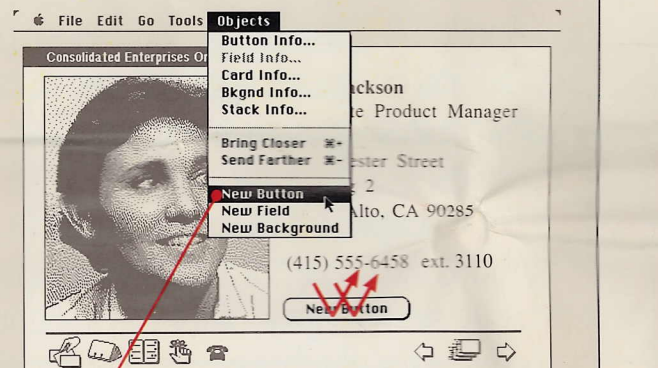 File Edit Go Tools Objects
Button Info...
Field Info...
Card Info...
Bkgnd Info...
Stack Info...
Bring Closer ⌘+
Send Farther ⌘-
New Button
New Field
New Background
Consolidated Enterprises Or
ckson
te Product Manager
ester Street
2
Alto, CA 90285
(415) 555-6458 ext. 3110
New Button